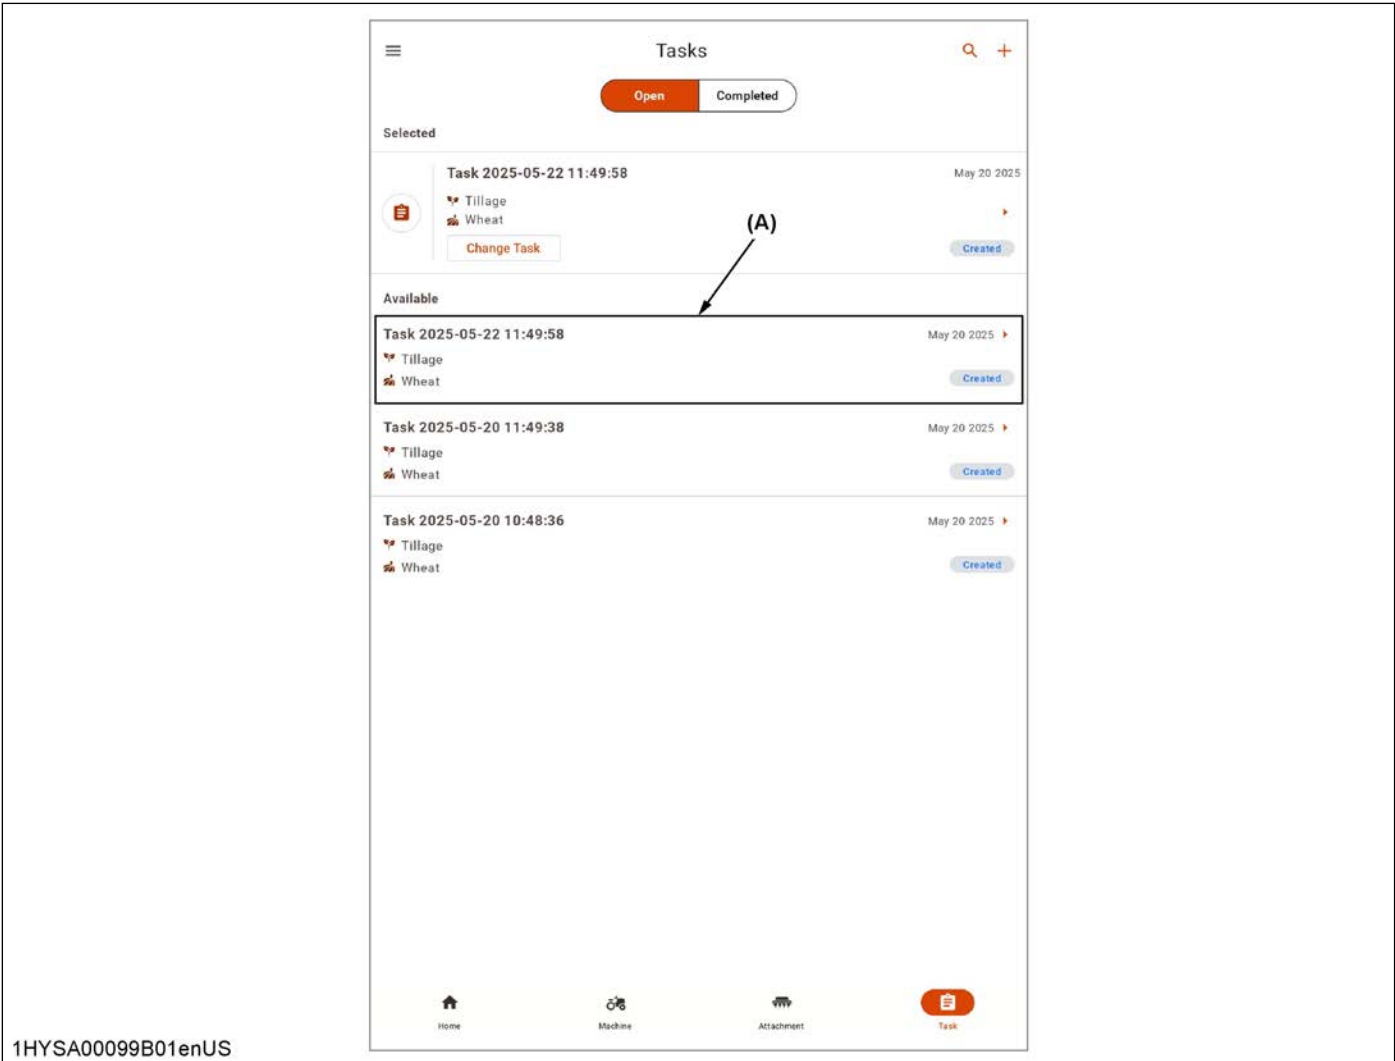 Tasks
Open Completed
Selected
Task 2025-05-22 11:49:58 May 20 2025
Tillage
Wheat
(A)
Change Task Created
Available
Task 2025-05-22 11:49:58 May 20 2025
Tillage
Wheat Created
Task 2025-05-20 11:49:38 May 20 2025
Tillage
Wheat Created
Task 2025-05-20 10:48:36 May 20 2025
Tillage
Wheat Created
Home Machine Attachment Task
1HYSA00099B01enUS